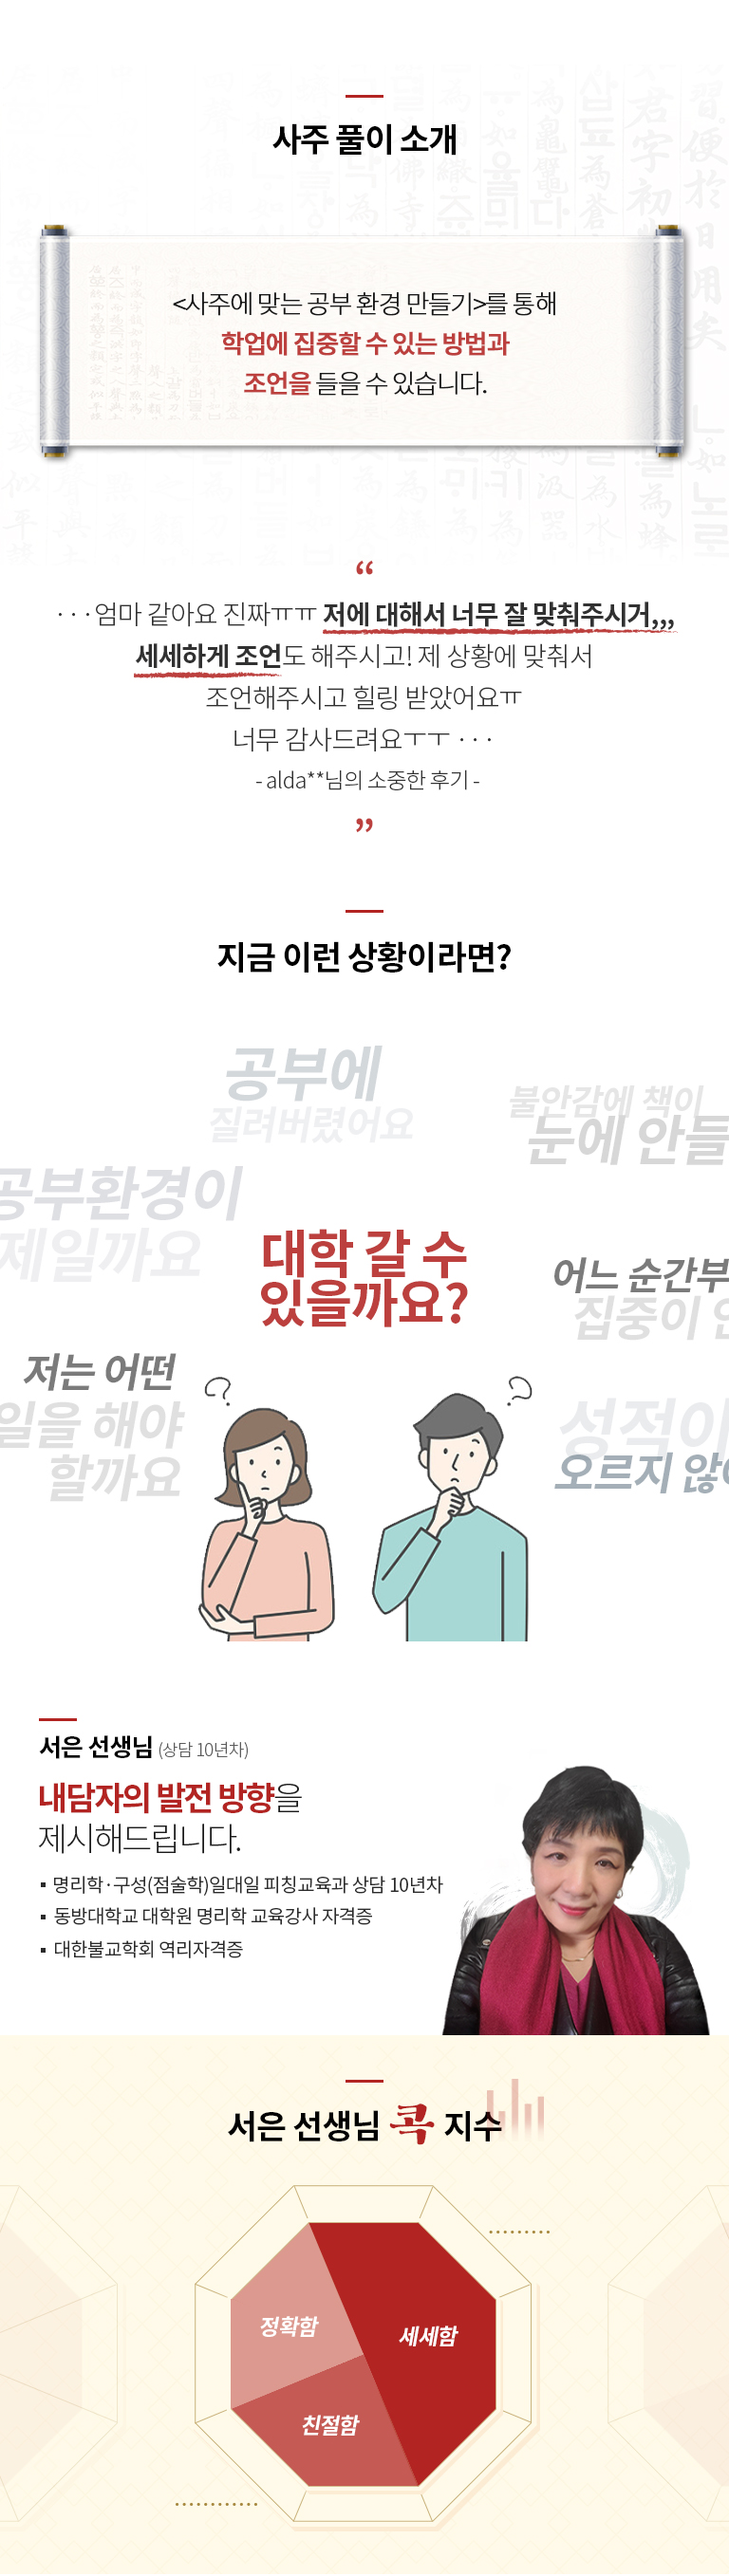 사주 풀이 소개
<사주에 맞는 공부 환경 만들기>를 통해
학업에 집중할 수 있는 방법과
조언을 들을 수 있습니다.
“
···엄마 같아요 진짜ㅠㅠ 저에 대해서 너무 잘 맞춰주시거,,,
세세하게 조언도 해주시고! 제 상황에 맞춰서
조언해주시고 힐링 받았어요ㅠ
너무 감사드려요ㅜㅜ ···
- alda**님의 소중한 후기 -
”
지금 이런 상황이라면?
공부에
질려버렸어요
불안감에 책이
눈에 안들
공부환경이
제일까요
대학 갈 수
있을까요?
어느 순간부
집중이 안
저는 어떤
일을 해야
할까요
성적이
오르지 않아
서은 선생님 (상담 10년차)
내담자의 발전 방향을
제시해드립니다.
▪ 명리학·구성(점술학)일대일 피칭교육과 상담 10년차
▪ 동방대학교 대학원 명리학 교육강사 자격증
▪ 대한불교학회 역리자격증
서은 선생님 콕 지수
정확함
세세함
친절함